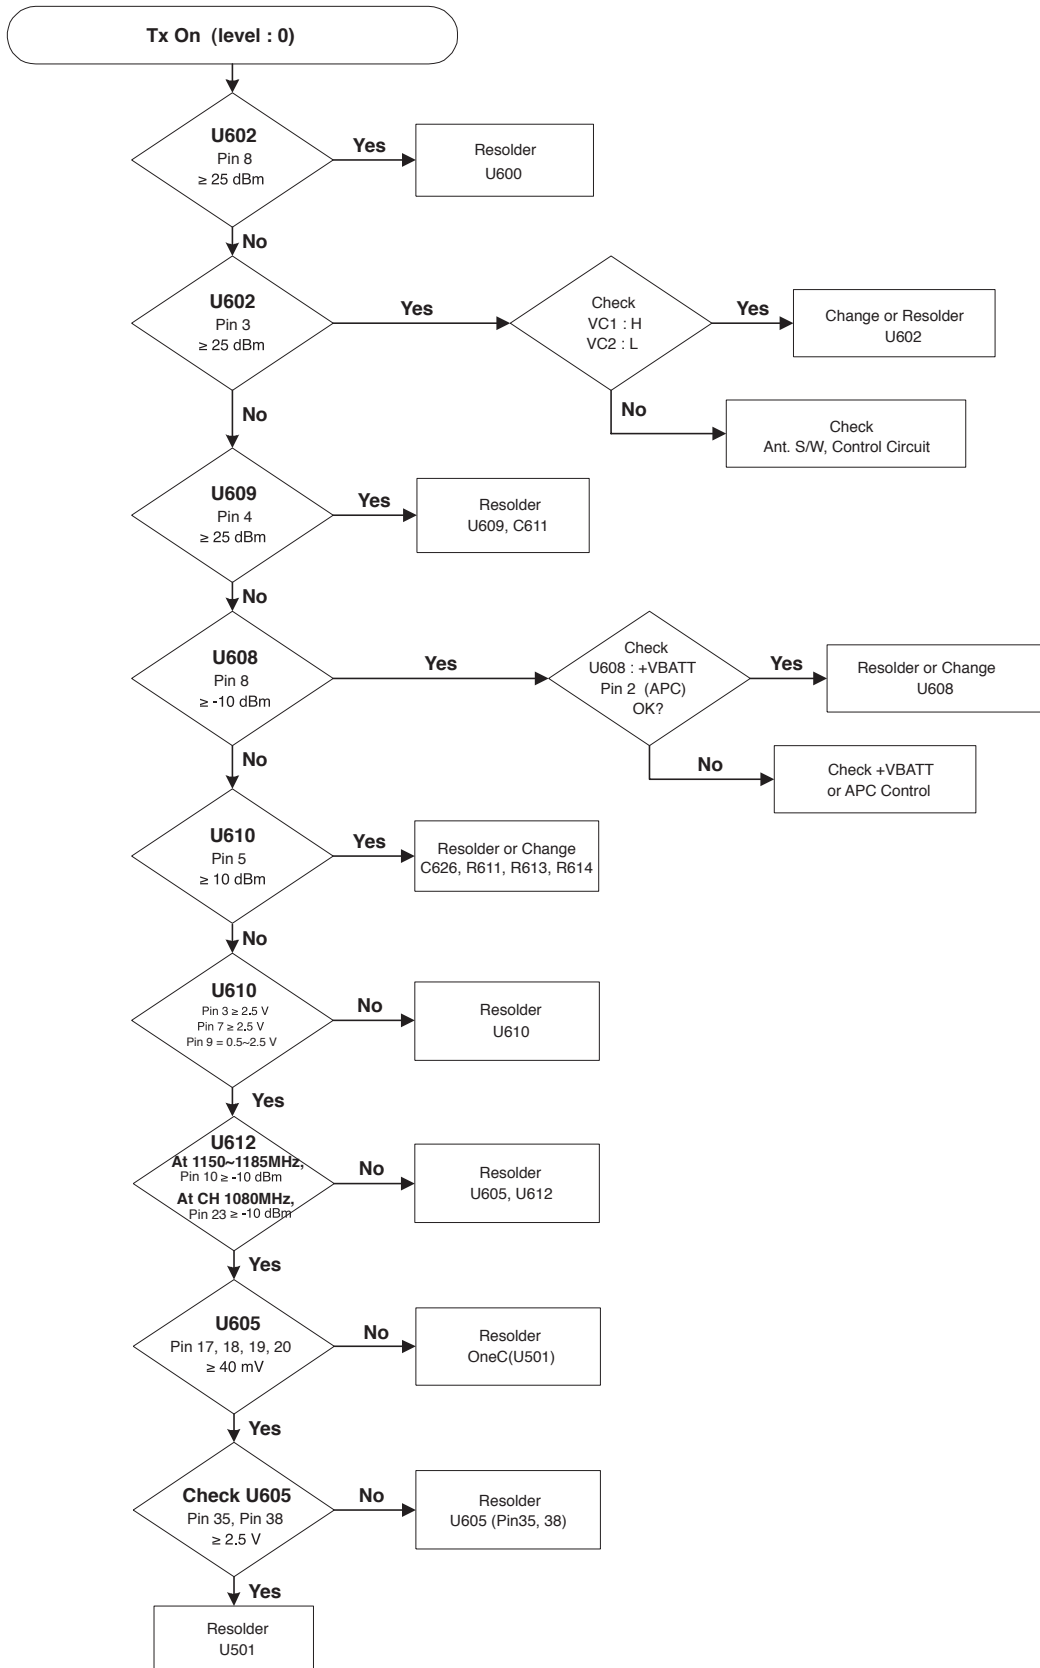 Tx On (level : 0)
U602
Pin 8
≥ 25 dBm
Yes
Resolder
U600
No
U602
Pin 3
≥ 25 dBm
Yes
Check
VC1 : H
VC2 : L
Yes
Change or Resolder
U602
No
Check
Ant. S/W, Control Circuit
No
U609
Pin 4
≥ 25 dBm
Yes
Resolder
U609, C611
No
U608
Pin 8
≥ -10 dBm
Yes
Check
U608 : +VBATT
Pin 2 (APC)
OK?
Yes
Resolder or Change
U608
No
Check +VBATT
or APC Control
No
U610
Pin 5
≥ 10 dBm
Yes
Resolder or Change
C626, R611, R613, R614
No
U610
Pin 3 ≥ 2.5 V
Pin 7 ≥ 2.5 V
Pin 9 = 0.5~2.5 V
No
Resolder
U610
Yes
U612
At 1150~1185MHz,
Pin 10 ≥ -10 dBm
At CH 1080MHz,
Pin 23 ≥ -10 dBm
No
Resolder
U605, U612
Yes
U605
Pin 17, 18, 19, 20
≥ 40 mV
No
Resolder
OneC(U501)
Yes
Check U605
Pin 35, Pin 38
≥ 2.5 V
No
Resolder
U605 (Pin35, 38)
Yes
Resolder
U501